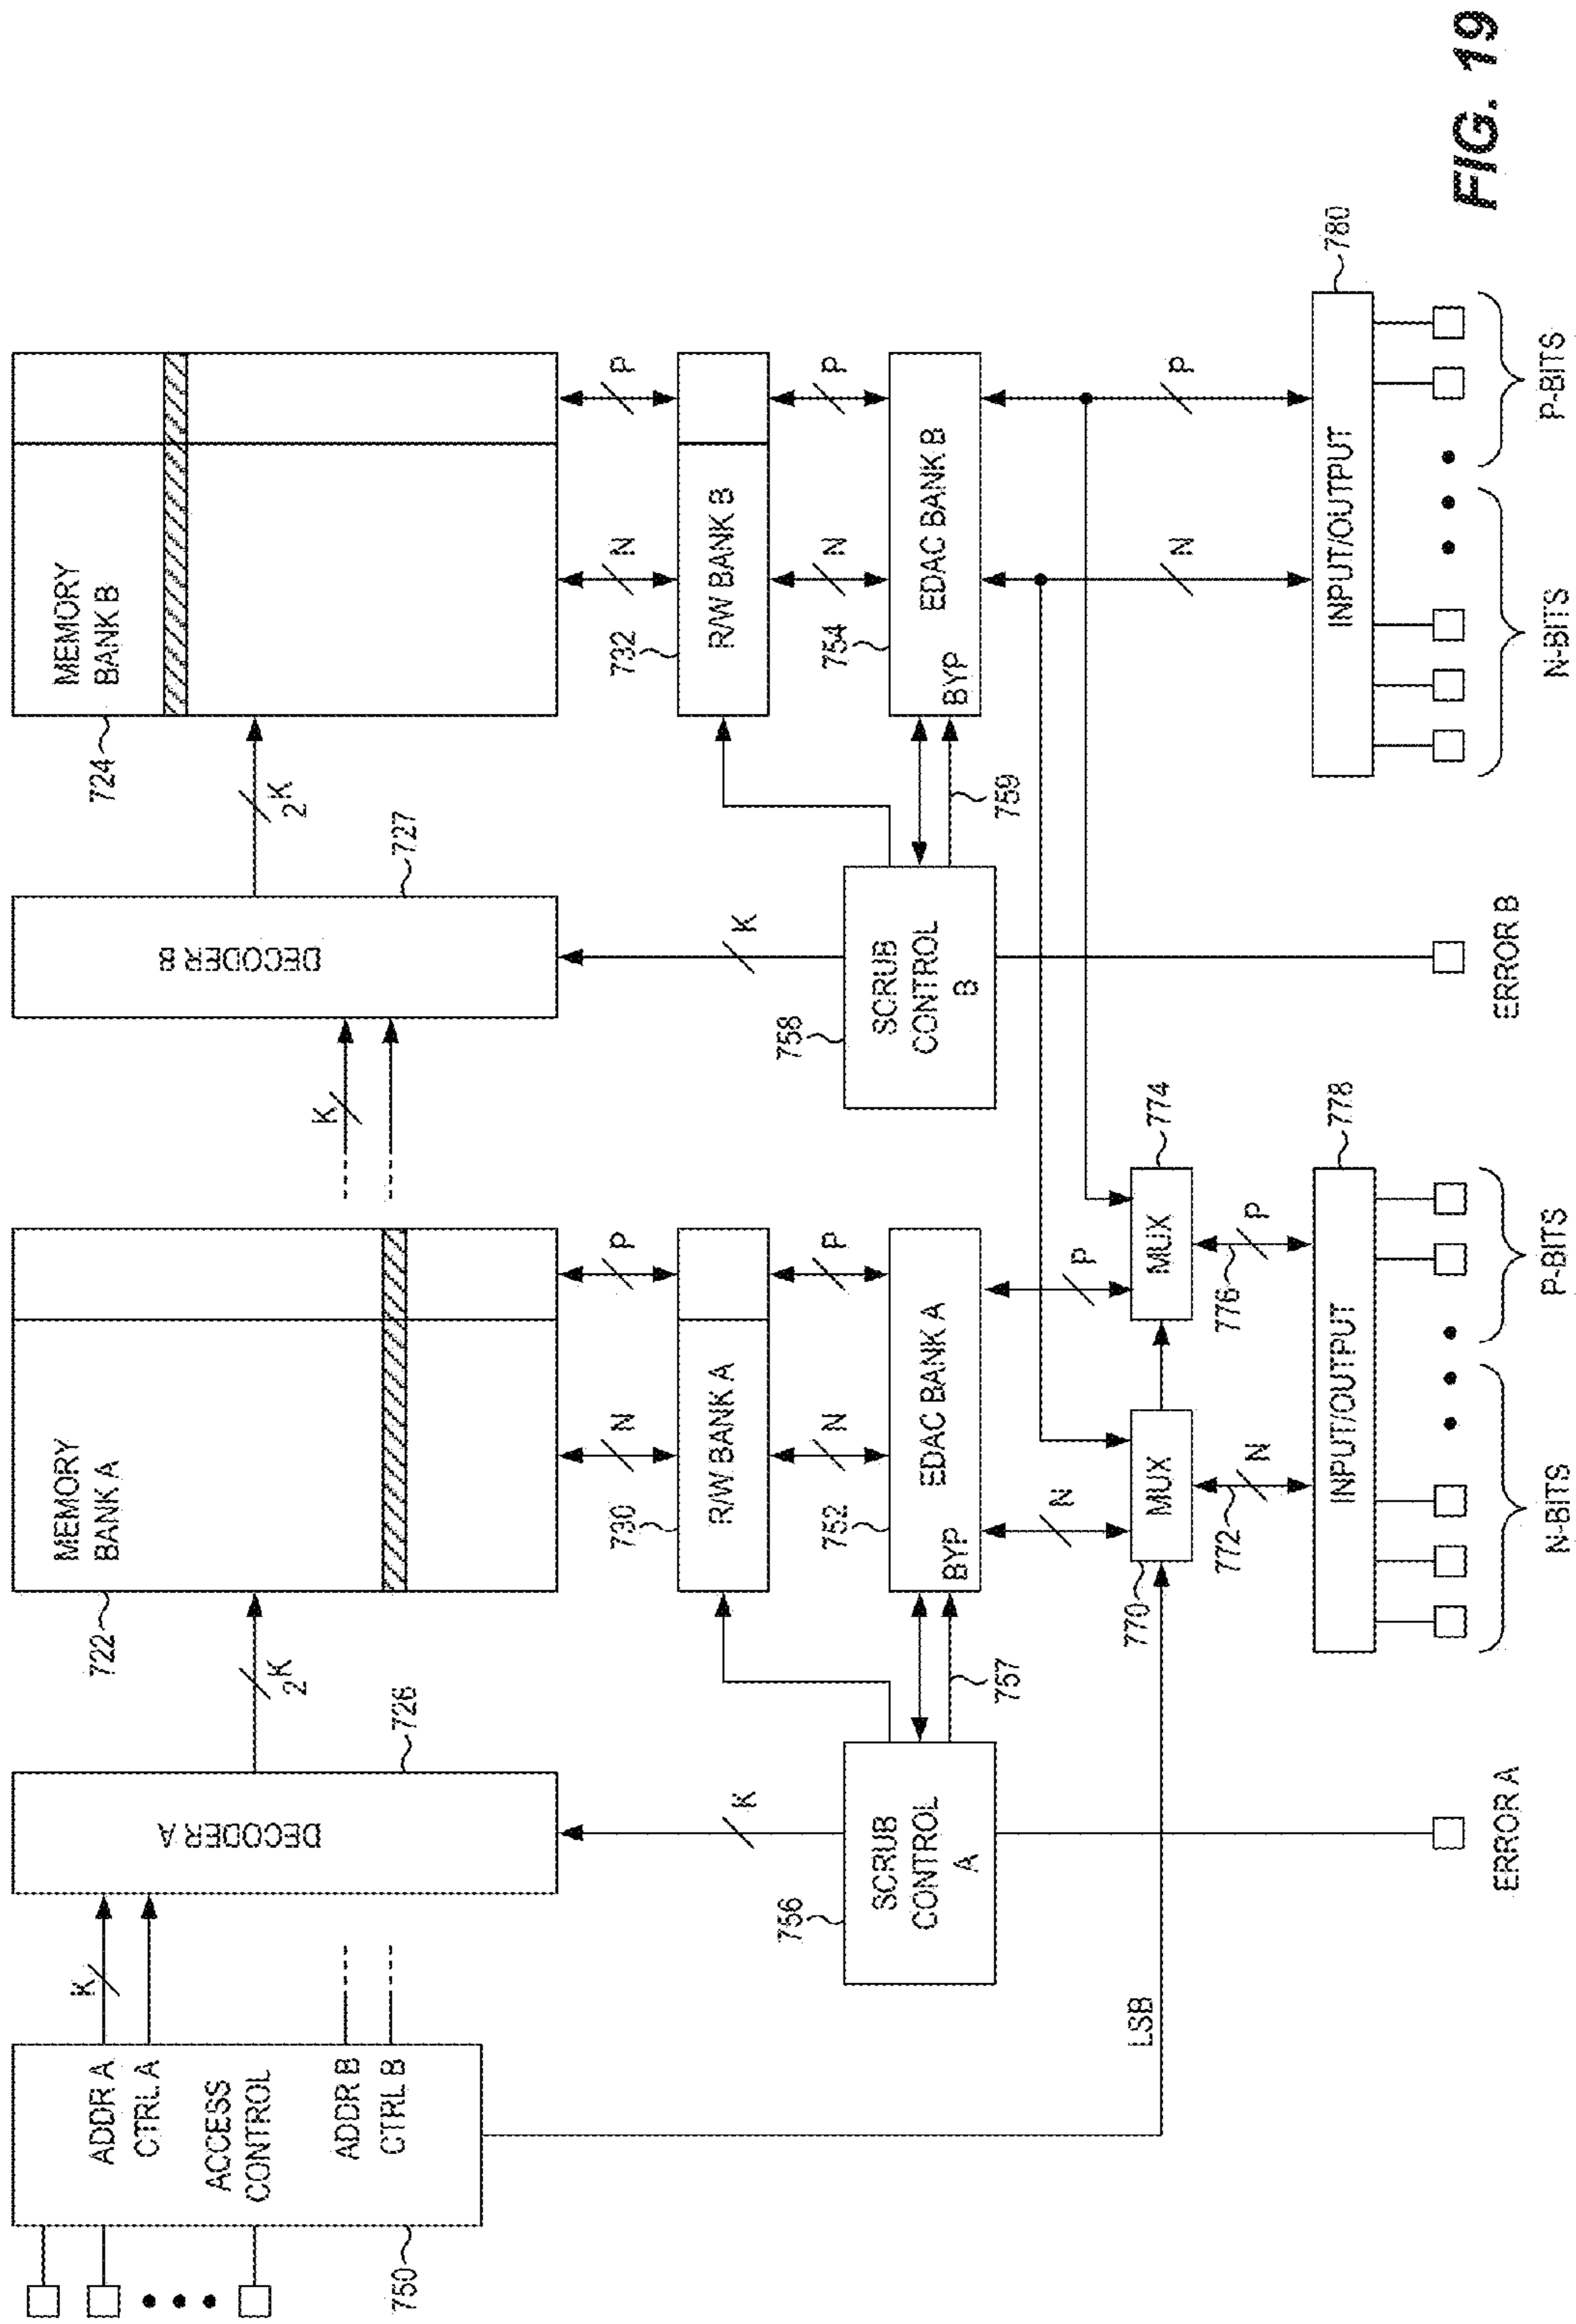 MEMORY
BANK A
722
MEMORY
BANK B
724
ADDR A
CTRL A
ACCESS
CONTROL
ADDR B
CTRL B
750
K
DECODER A
726
2K
K
DECODER B
727
2K
N
P
N
P
R/W BANK A
730
R/W BANK B
732
K
N
P
K
N
P
SCRUB
CONTROL
A
756
757
EDAC BANK A
BYP
752
SCRUB
CONTROL
B
758
759
EDAC BANK B
BYP
754
LSB
N
P
MUX
770
MUX
774
772
N
776
P
N
P
INPUT/OUTPUT
778
INPUT/OUTPUT
780
ERROR A
N-BITS
P-BITS
ERROR B
N-BITS
P-BITS
FIG. 19